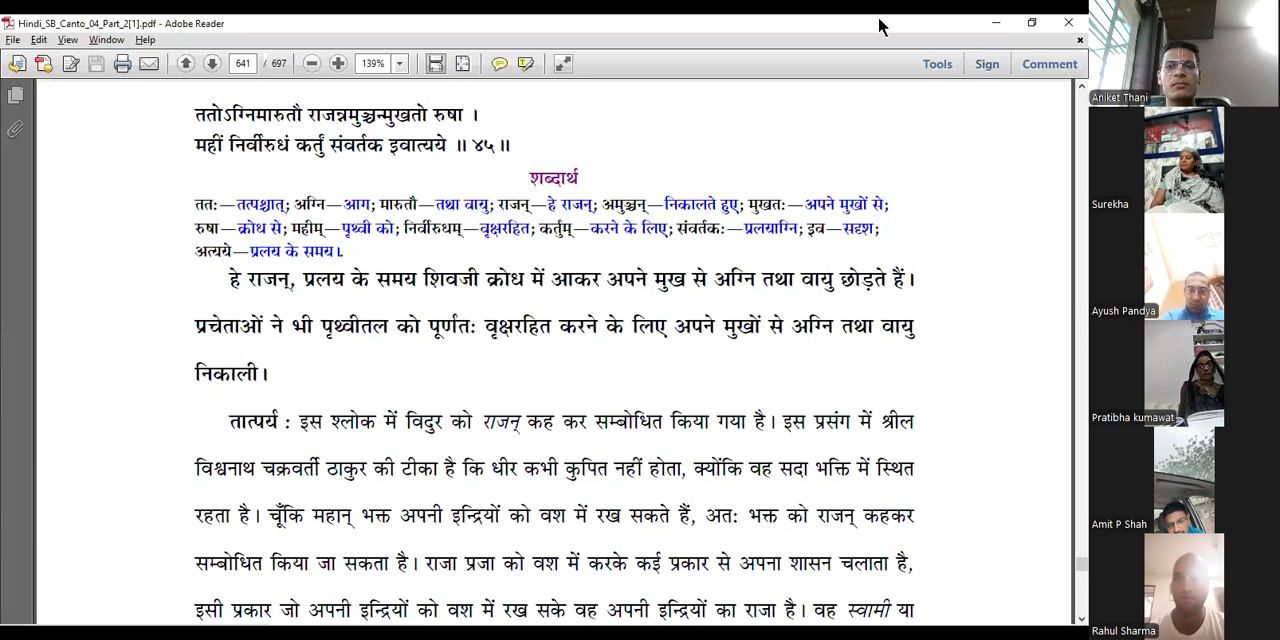 Hindi_SB_Canto_04_Part_2[1].pdf - Adobe Reader
File Edit View Window Help
641 / 697 139% Tools Sign Comment
ततोऽग्निमारुतौ राजन्नमुञ्चन्मुखतो रुषा ।
महीं निर्वीरुधं कर्तुं संवर्तक इवात्यये ॥ ४५॥
शब्दार्थ
ततः—तत्पश्चात्; अग्नि—आग; मारुतौ—तथा वायु; राजन्—हे राजन्; अमुञ्चन्—निकालते हुए; मुखतः—अपने मुखों से;
रुषा—क्रोध से; महीम्—पृथ्वी को; निर्वीरुधम्—वृक्षरहित; कर्तुम्—करने के लिए; संवर्तकः—प्रलयाग्नि; इव—सदृश;
अत्यये—प्रलय के समय।.
हे राजन्, प्रलय के समय शिवजी क्रोध में आकर अपने मुख से अग्नि तथा वायु छोड़ते हैं।
प्रचेताओं ने भी पृथ्वीतल को पूर्णतः वृक्षरहित करने के लिए अपने मुखों से अग्नि तथा वायु
निकाली।
तात्पर्य : इस श्लोक में विदुर को राजन् कह कर सम्बोधित किया गया है। इस प्रसंग में श्रील
विश्वनाथ चक्रवर्ती ठाकुर की टीका है कि धीर कभी कुपित नहीं होता, क्योंकि वह सदा भक्ति में स्थित
रहता है। चूँकि महान् भक्त अपनी इन्द्रियों को वश में रख सकते हैं, अतः भक्त को राजन् कहकर
सम्बोधित किया जा सकता है। राजा प्रजा को वश में करके कई प्रकार से अपना शासन चलाता है,
इसी प्रकार जो अपनी इन्द्रियों को वश में रख सके वह अपनी इन्द्रियों का राजा है। वह स्वामी या
Aniket Thani
Surekha
Ayush Pandya
Pratibha kumawat
Amit P Shah
Rahul Sharma